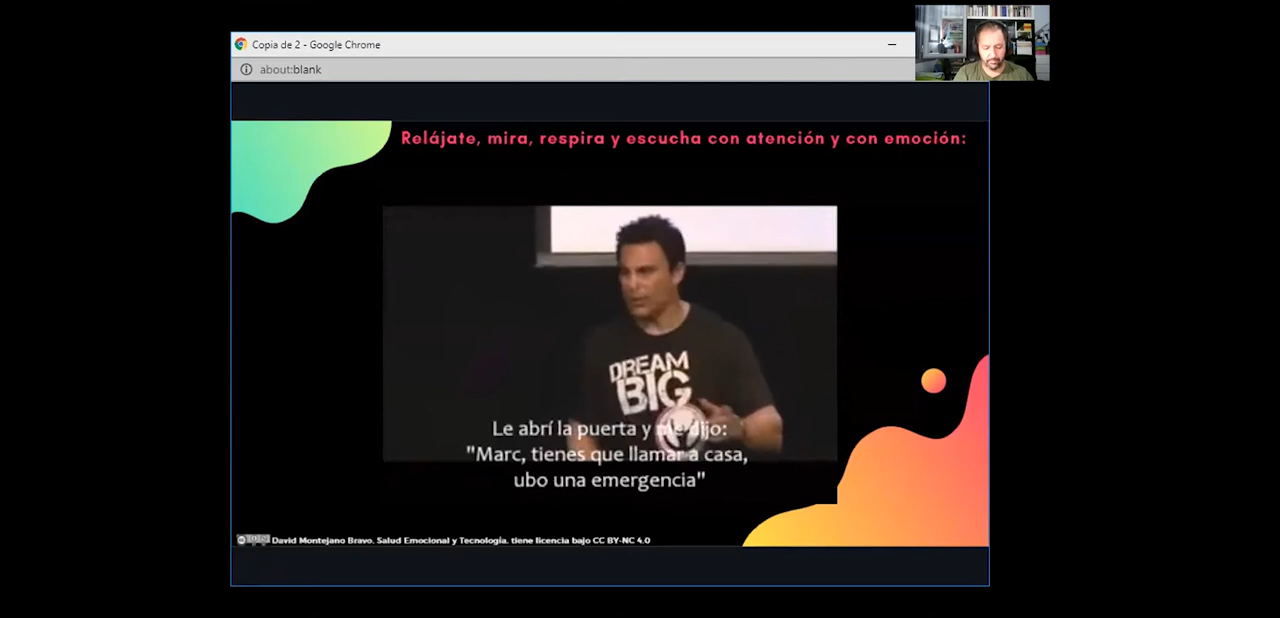 Copia de 2 - Google Chrome
about:blank
Relájate, mira, respira y escucha con atención y con emoción:
DREAM
BIG
Le abrí la puerta y me dijo:
"Marc, tienes que llamar a casa,
ubo una emergencia"
David Montejano Bravo. Salud Emocional y Tecnología. tiene licencia bajo CC BY-NC 4.0